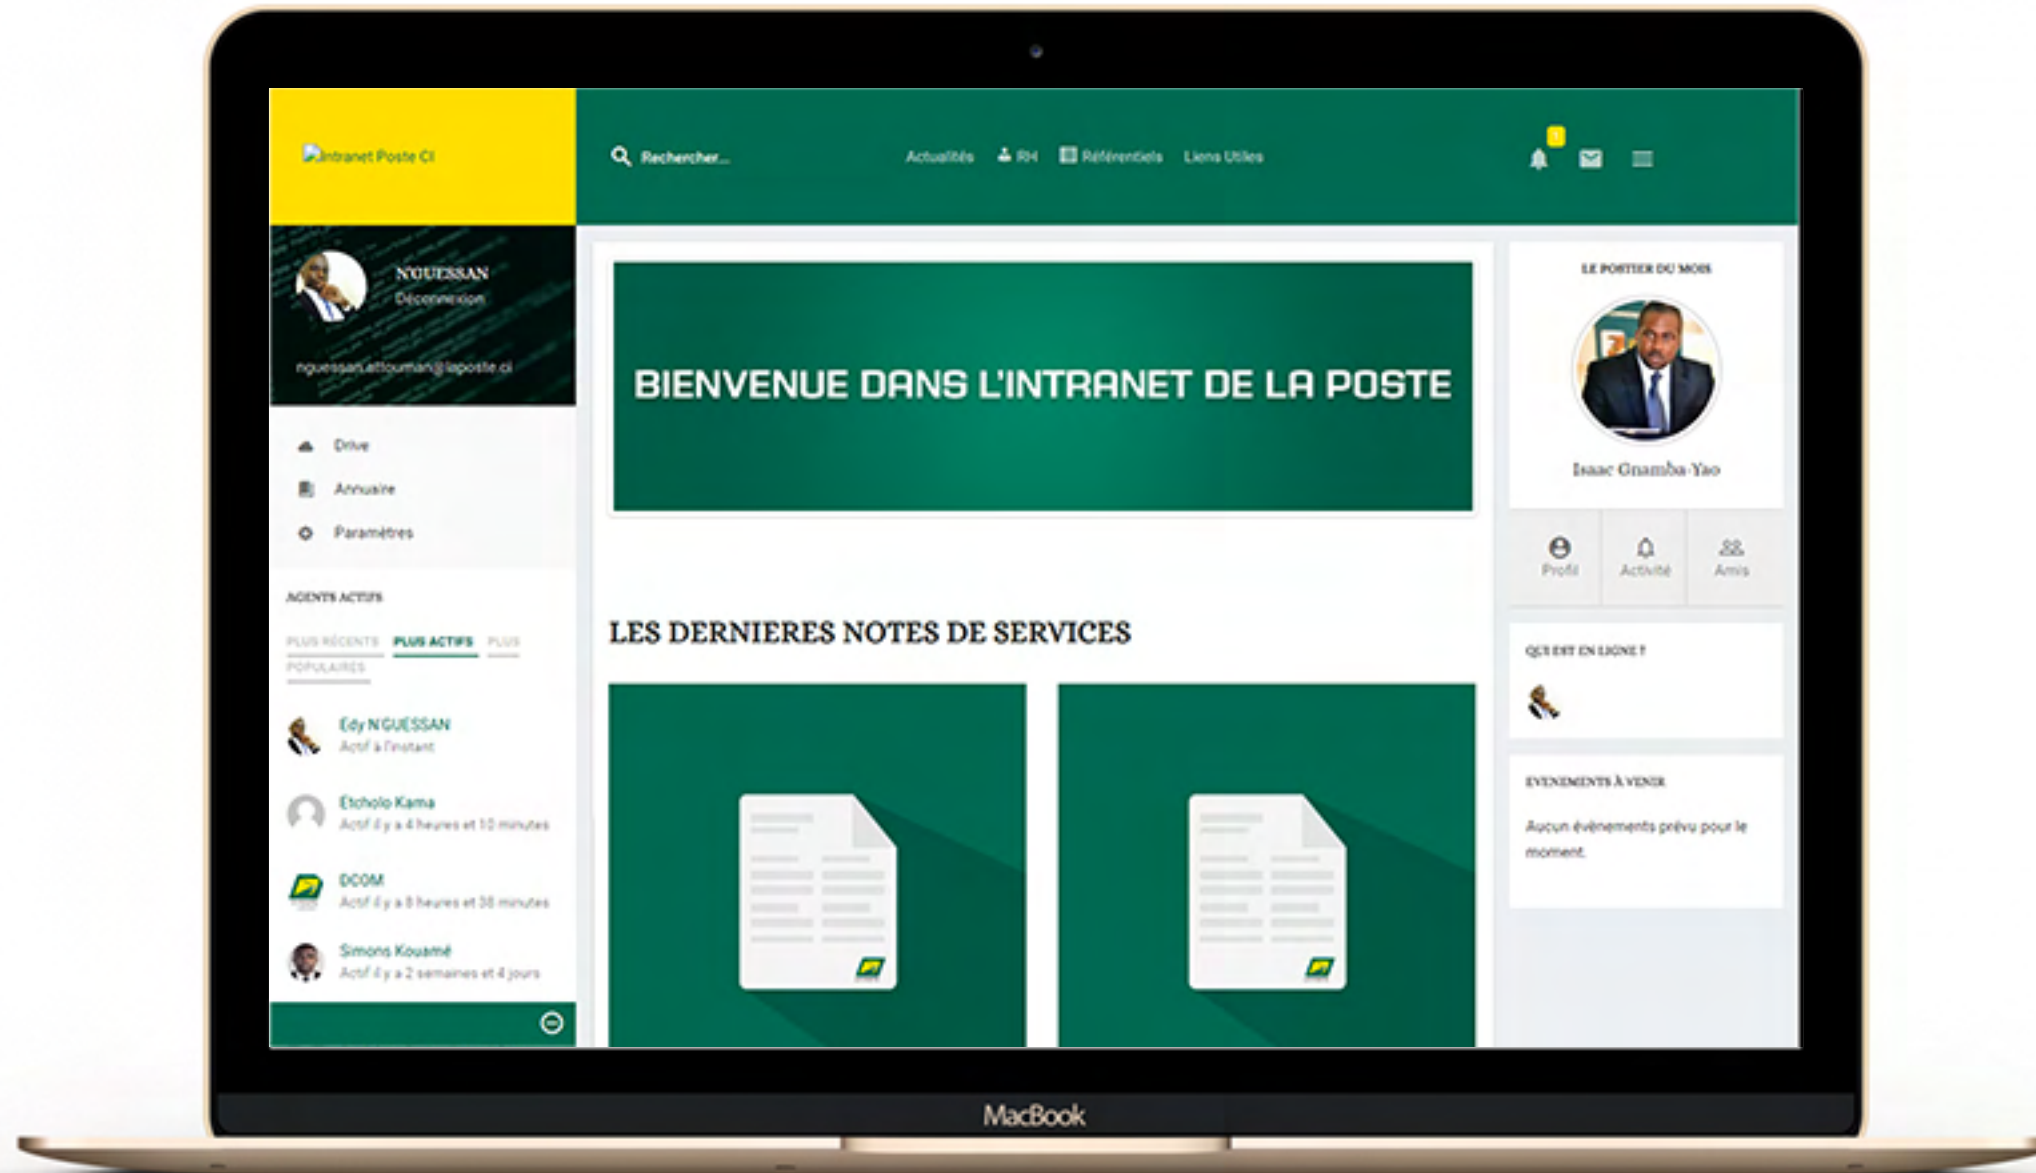 Intranet Poste CI
Rechercher...
Actualités
RH
Référentiels
Liens Utiles
N'GUESSAN
Déconnexion
nguessan.attouman@laposte.ci
Drive
Annuaire
Paramètres
AGENTS ACTIFS
PLUS RÉCENTS PLUS ACTIFS PLUS
POPULAIRES
Edy N'GUESSAN
Actif à l'instant
Etcholo Kama
Actif il y a 4 heures et 10 minutes
DCOM
Actif il y a 8 heures et 38 minutes
Simons Kouamé
Actif il y a 2 semaines et 4 jours
BIENVENUE DANS L'INTRANET DE LA POSTE
LES DERNIERES NOTES DE SERVICES
LE POSTIER DU MOIS
Isaac Gnamba-Yao
Profil
Activité
Amis
QUI EST EN LIGNE ?
EVENEMENTS À VENIR
Aucun évènements prévu pour le
moment.
MacBook